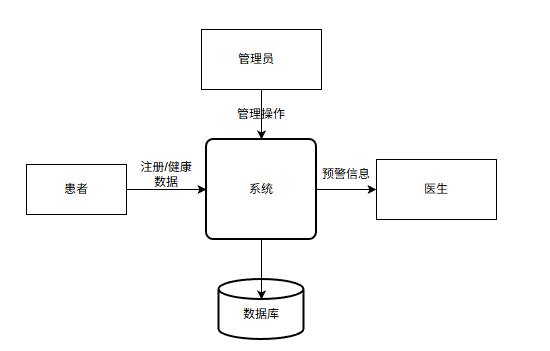 管理员
管理操作
注册/健康
数据
预警信息
患者
系统
医生
数据库